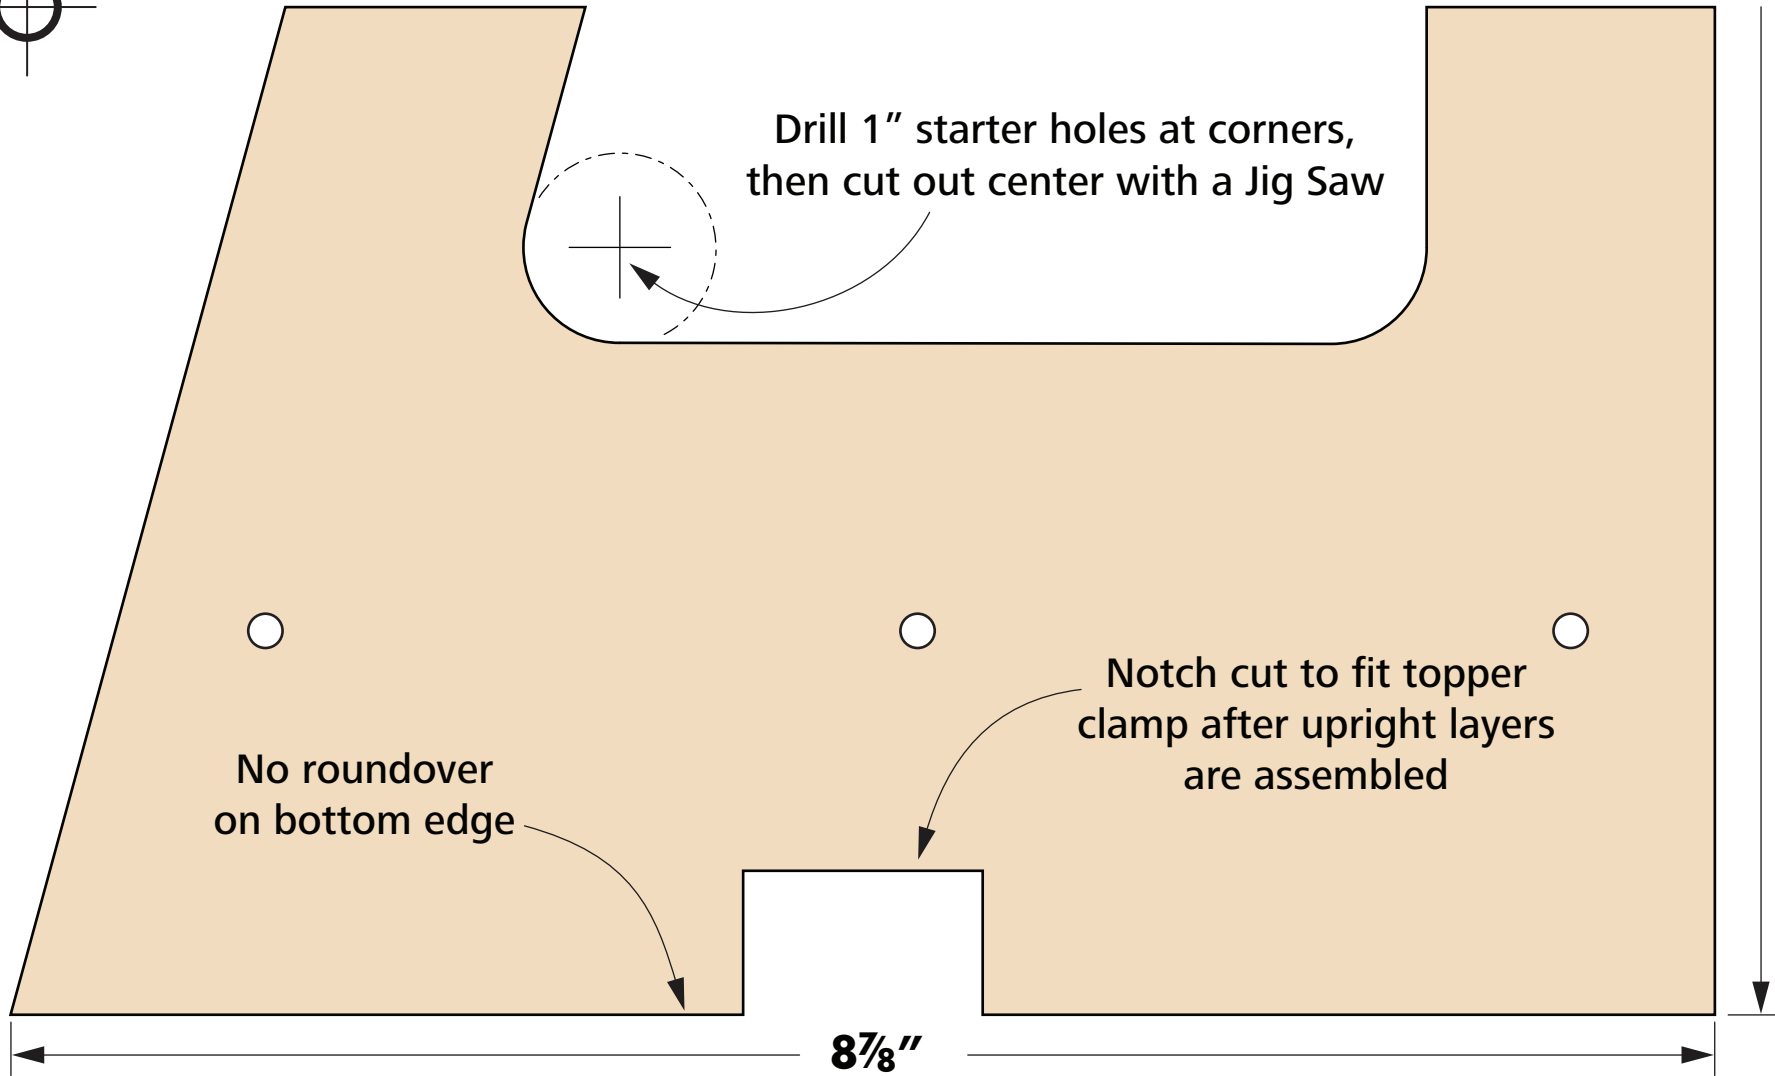 Drill 1″ starter holes at corners,
then cut out center with a Jig Saw
Notch cut to fit topper
clamp after upright layers
are assembled
No roundover
on bottom edge
8⅞″